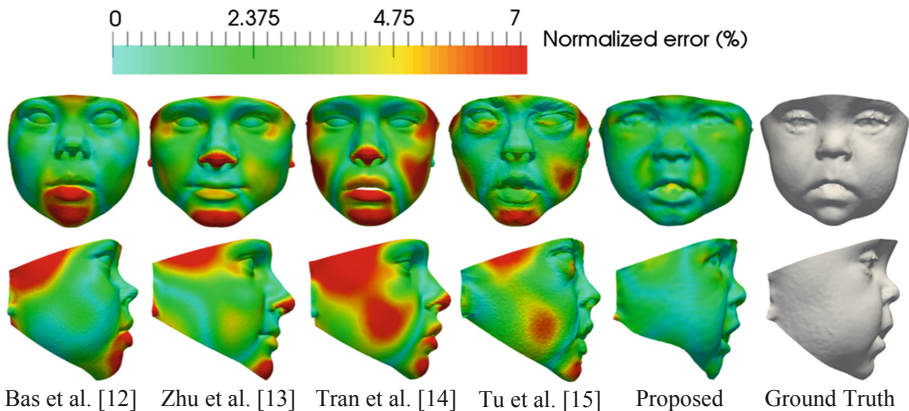 0 2.375 4.75 7
Normalized error (%)
Bas et al. [12] Zhu et al. [13] Tran et al. [14] Tu et al. [15] Proposed Ground Truth